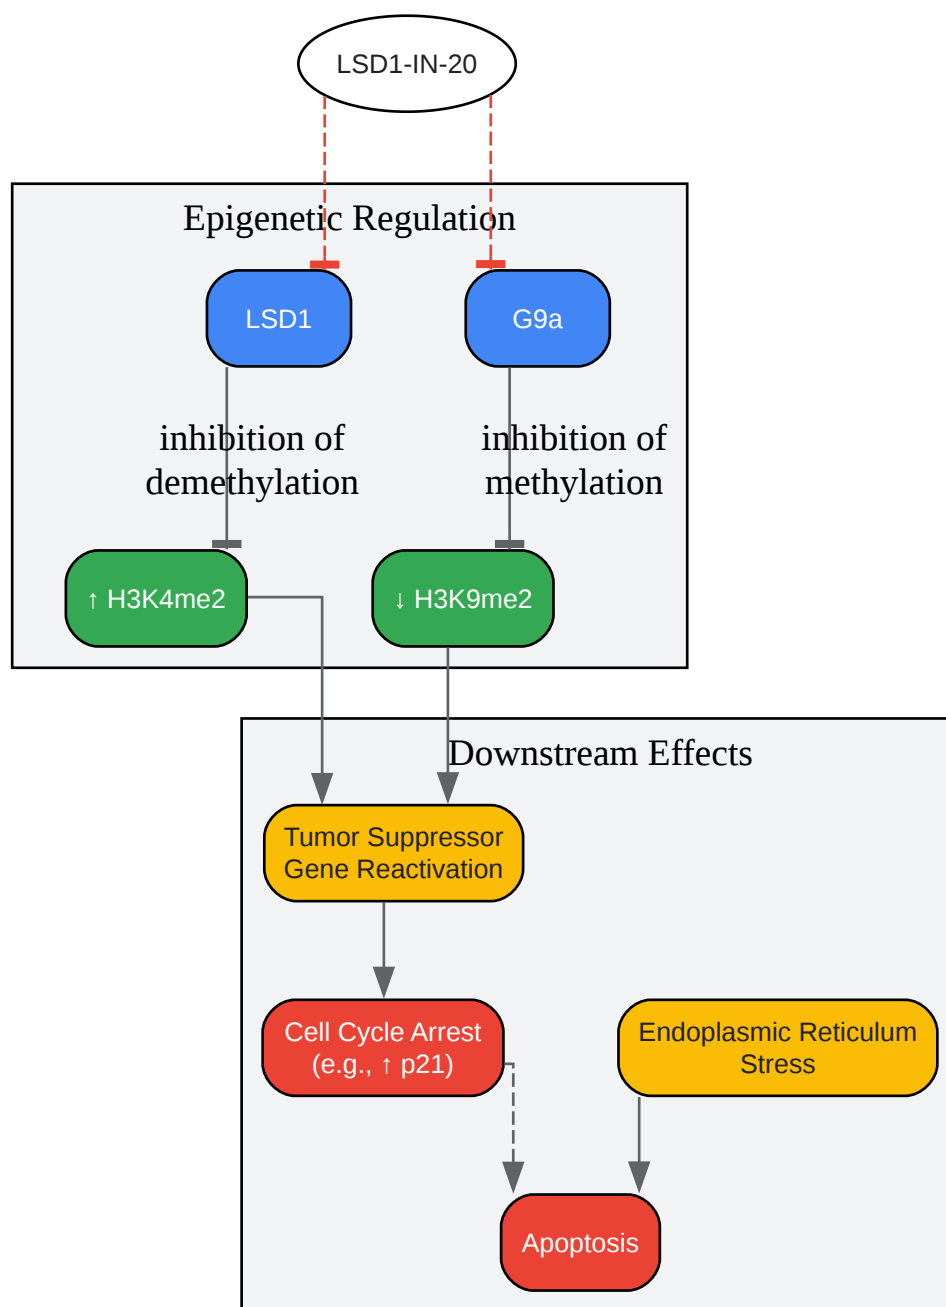 LSD1-IN-20
Epigenetic Regulation
LSD1
G9a
inhibition of
demethylation
inhibition of
methylation
↑ H3K4me2
↓ H3K9me2
Downstream Effects
Tumor Suppressor
Gene Reactivation
Cell Cycle Arrest
(e.g., ↑ p21)
Endoplasmic Reticulum
Stress
Apoptosis